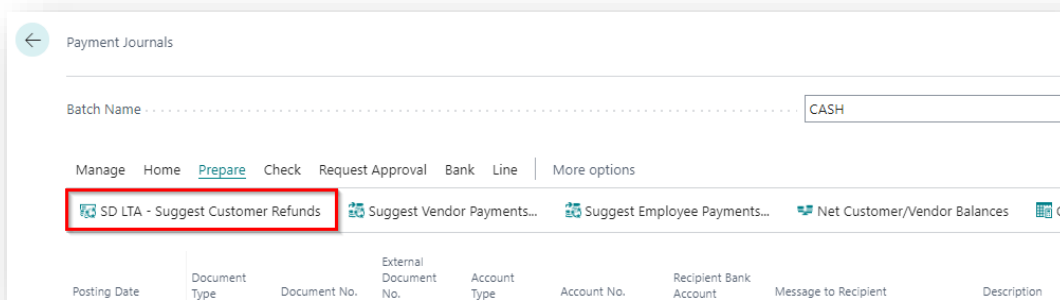 Payment Journals
Batch Name CASH
Manage Home Prepare Check Request Approval Bank Line More options
SD LTA - Suggest Customer Refunds Suggest Vendor Payments... Suggest Employee Payments... Net Customer/Vendor Balances
Posting Date Document Type Document No. External Document No. Account Type Account No. Recipient Bank Account Message to Recipient Description